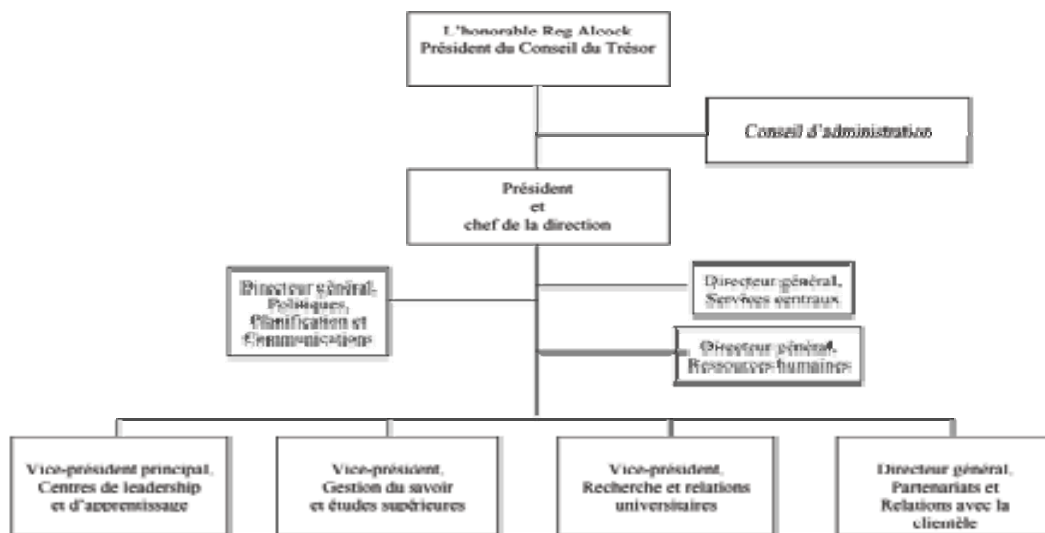 L'honorable Reg Alcock
Président du Conseil du Trésor
Conseil d'administration
Président
et
chef de la direction
Directeur général,
Politiques,
Planification et
Communications
Directeur général,
Services centraux
Directeur général,
Ressources humaines
Vice-président principal,
Centres de leadership
et d'apprentissage
Vice-président,
Gestion du savoir
et études supérieures
Vice-président,
Recherche et relations
universitaires
Directeur général,
Partenariats et
Relations avec la
clientèle